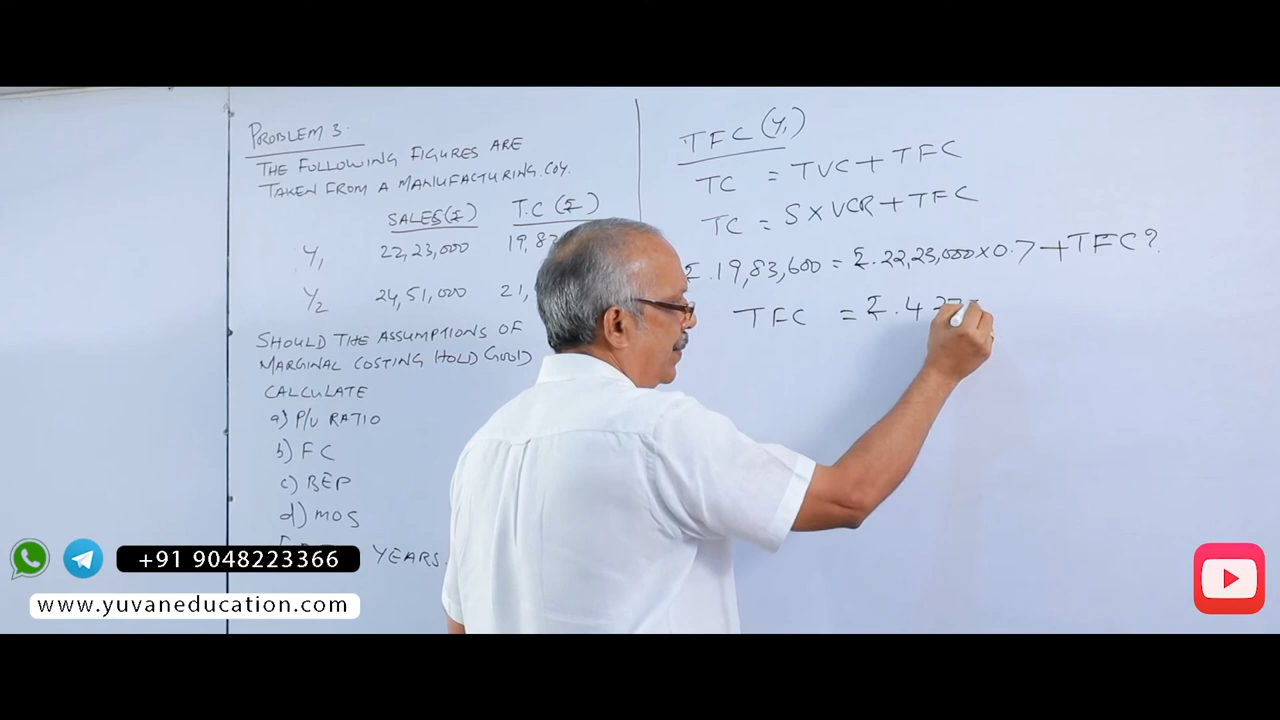 PROBLEM 3.
THE FOLLOWING FIGURES ARE
TAKEN FROM A MANUFACTURING COY.
SALES(₹) T.C (₹)
Y1 22,23,000 19,83
Y2 24,51,000 21,
SHOULD THE ASSUMPTIONS OF
MARGINAL COSTING HOLD GOOD
CALCULATE
a) P/V RATIO
b) FC
c) BEP
d) MOS
YEARS.
TFC (Y1)
TC = TVC + TFC
TC = S X VCR + TFC
₹.19,83,600 = ₹.22,23,000 x 0.7 + TFC?
TFC = ₹.4
+91 9048223366
www.yuvaneducation.com